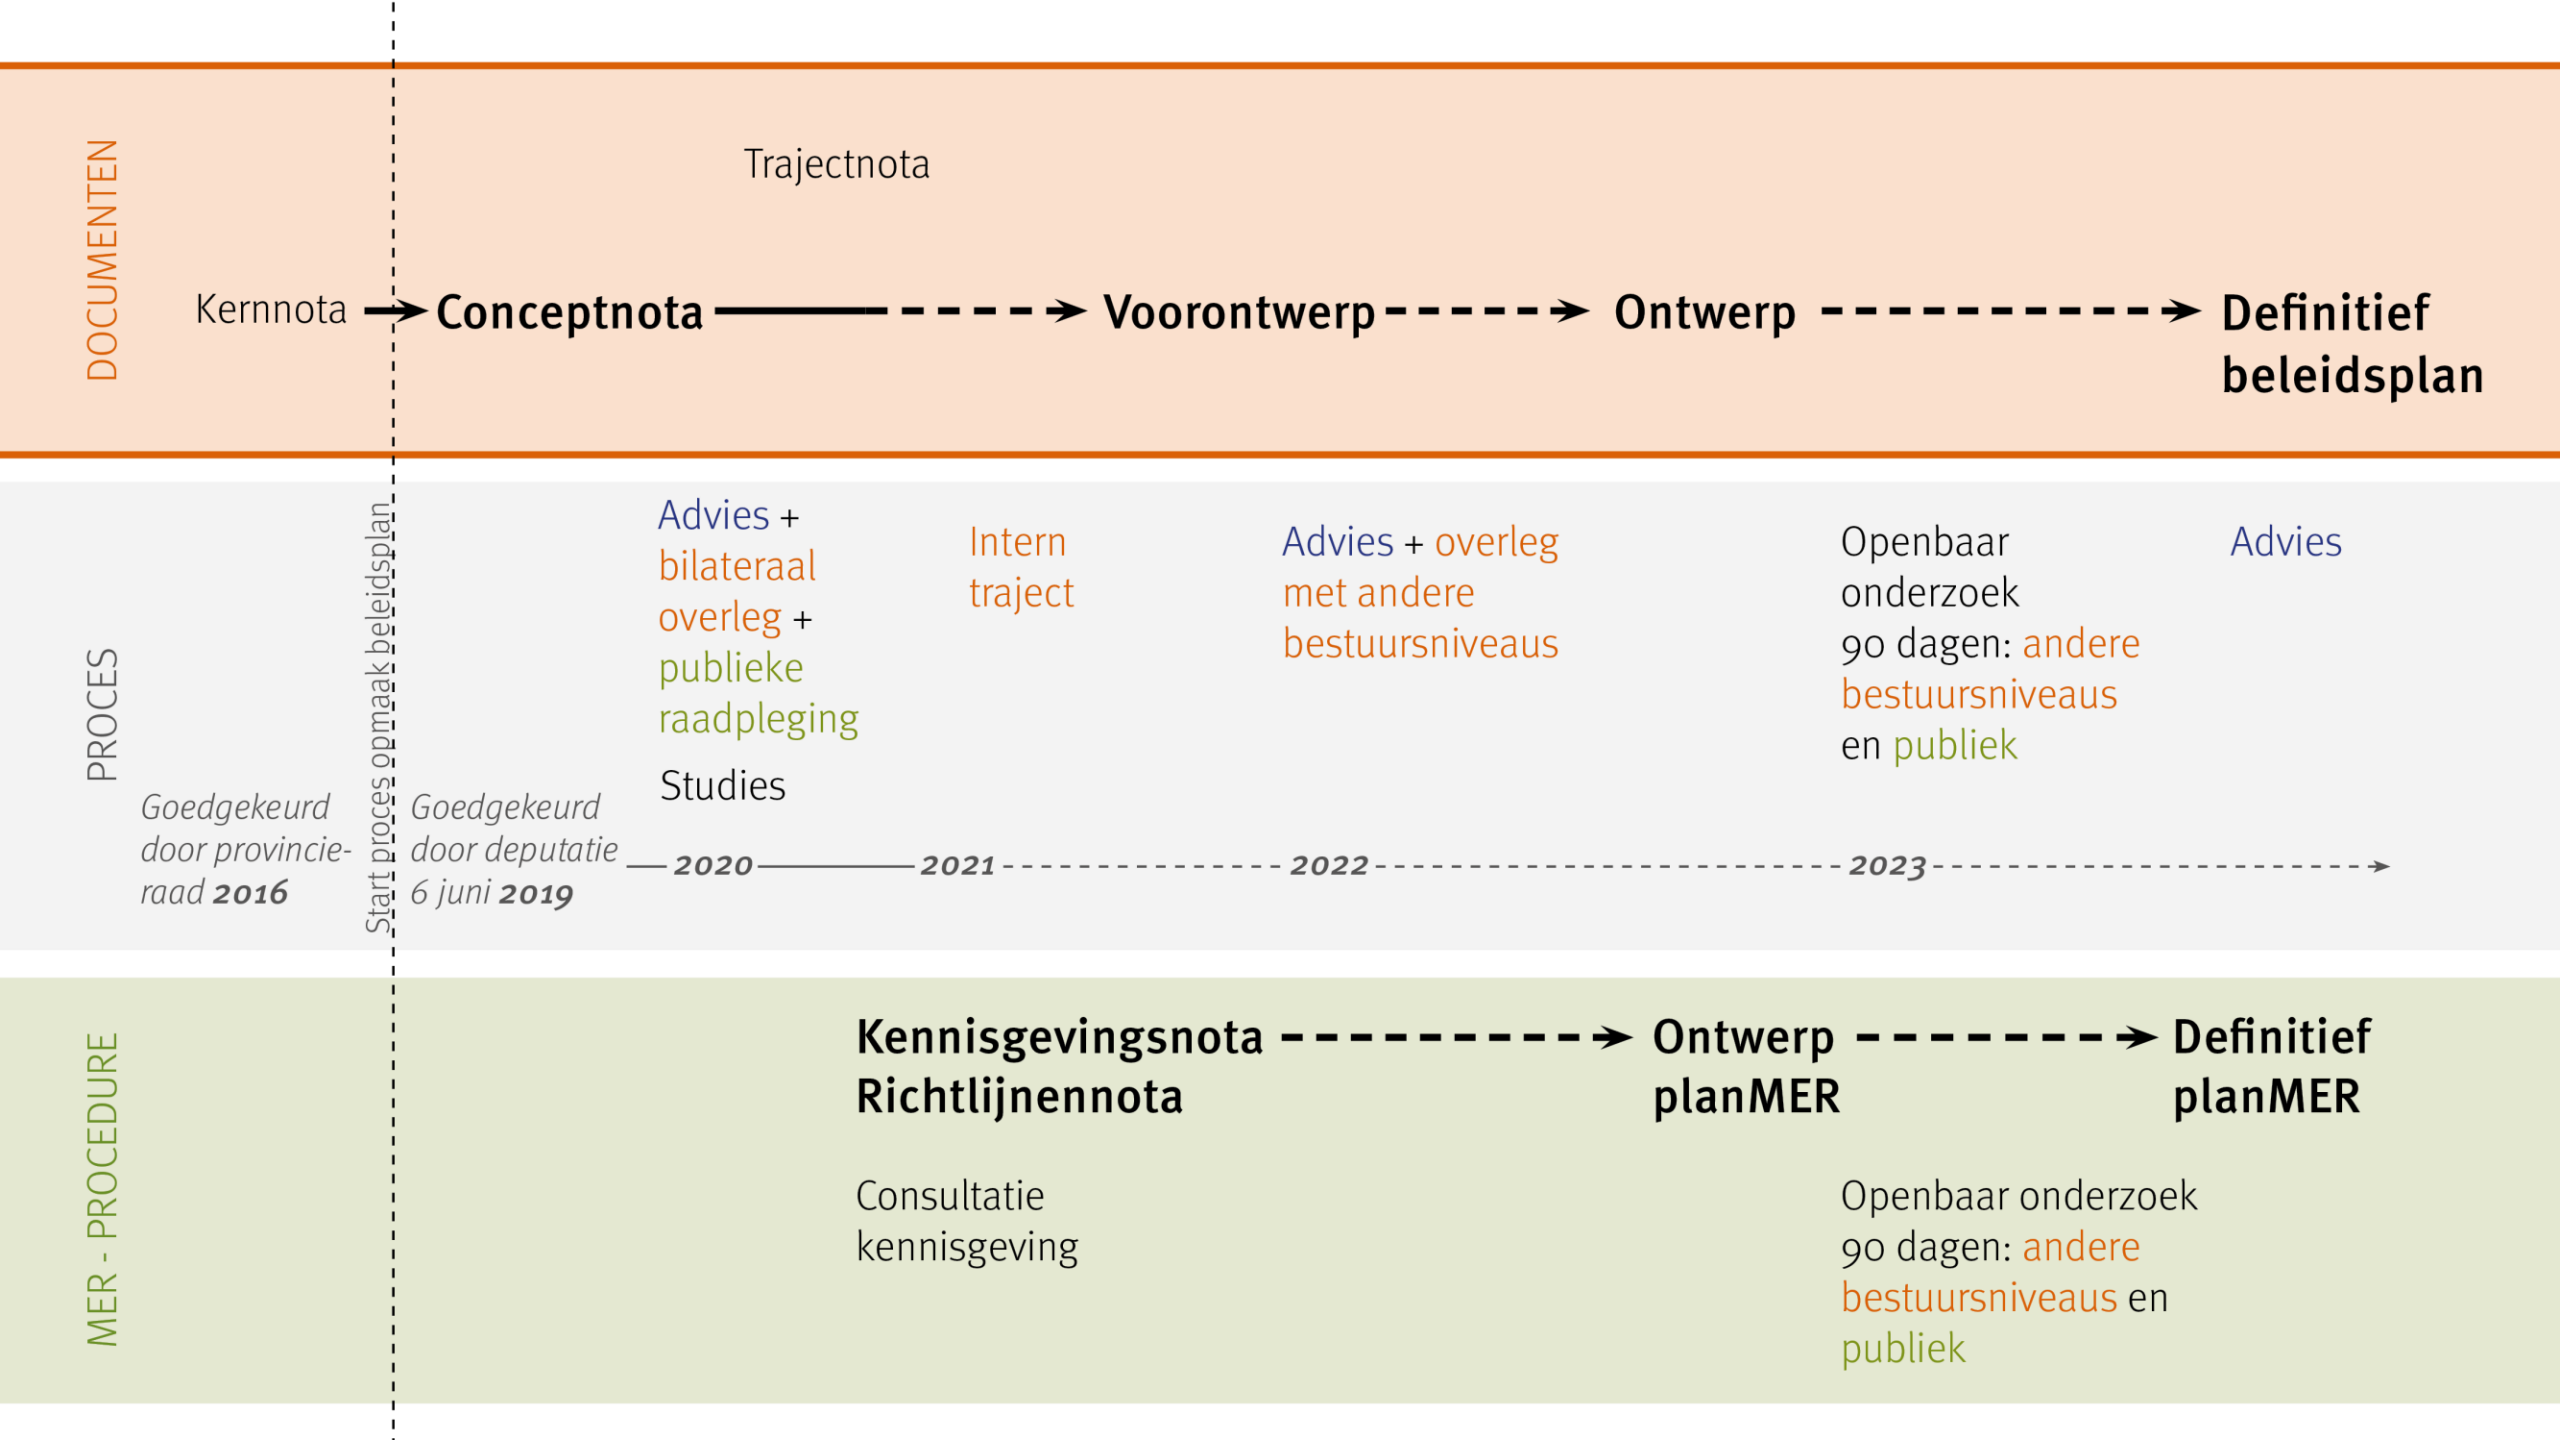 DOCUMENTEN
Trajectnota
Kernnota
Conceptnota
Voorontwerp
Ontwerp
Definitief
beleidsplan
PROCES
Goedgekeurd
door provincie-
raad 2016
Start proces opmaak beleidsplan
Goedgekeurd
door deputatie
6 juni 2019
Advies +
bilateraal
overleg +
publieke
raadpleging
Studies
Intern
traject
Advies + overleg
met andere
bestuursniveaus
Openbaar
onderzoek
90 dagen: andere
bestuursniveaus
en publiek
Advies
2020
2021
2022
2023
MER - PROCEDURE
Kennisgevingsnota
Richtlijnennota
Consultatie
kennisgeving
Ontwerp
planMER
Definitief
planMER
Openbaar onderzoek
90 dagen: andere
bestuursniveaus en
publiek